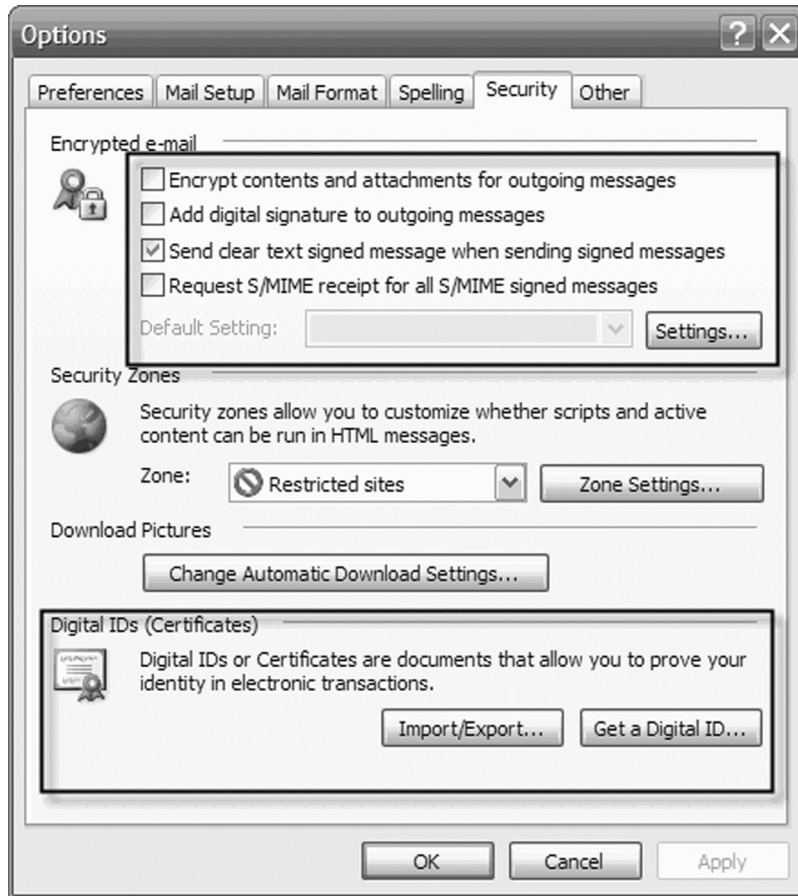 Options
Preferences Mail Setup Mail Format Spelling Security Other
Encrypted e-mail
Encrypt contents and attachments for outgoing messages
Add digital signature to outgoing messages
Send clear text signed message when sending signed messages
Request S/MIME receipt for all S/MIME signed messages
Default Setting: Settings...
Security Zones
Security zones allow you to customize whether scripts and active
content can be run in HTML messages.
Zone: Restricted sites Zone Settings...
Download Pictures
Change Automatic Download Settings...
Digital IDs (Certificates)
Digital IDs or Certificates are documents that allow you to prove your
identity in electronic transactions.
Import/Export... Get a Digital ID...
OK Cancel Apply